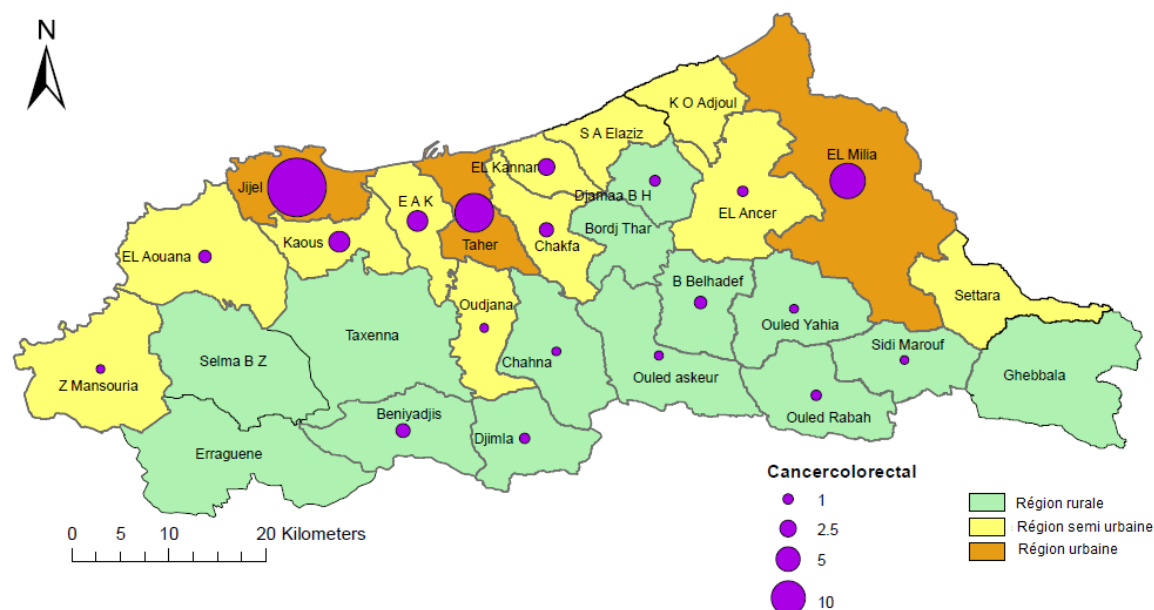 N
K O Adjoul
S A Elaziz
EL Milia
EL Kannar
Jijel
Djamaa B H
E A K
EL Ancer
Bordj Thar
Kaous
Taher
Chakfa
EL Aouana
B Belhadef
Settara
Oudjana
Ouled Yahia
Taxenna
Sidi Marouf
Selma B Z
Chahna
Ouled askeur
Ghebbala
Z Mansouria
Ouled Rabah
Beniyadjis
Djimla
Erraguene
Cancercolorectal
1
2.5
5
10
Région rurale
Région semi urbaine
Région urbaine
0 5 10 20 Kilometers